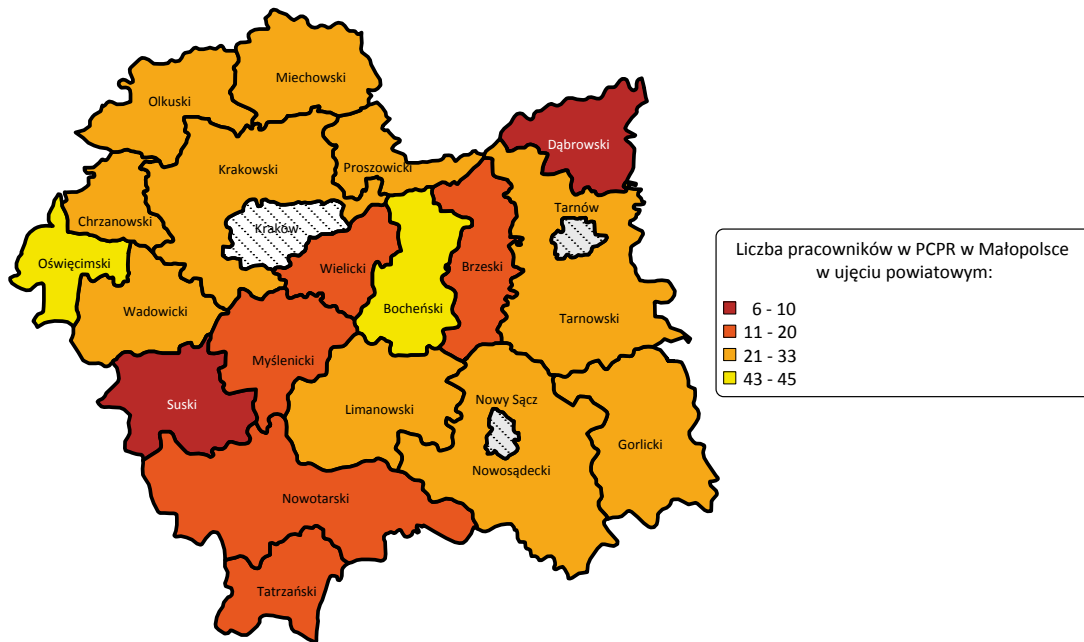 Miechowski
Olkuski
Dąbrowski
Krakowski
Proszowicki
Tarnów
Chrzanowski
Kraków
Oświęcimski
Wielicki
Brzeski
Wadowicki
Bocheński
Tarnowski
Myślenicki
Suski
Limanowski
Nowy Sącz
Gorlicki
Nowosądecki
Nowotarski
Tatrzański
Liczba pracowników w PCPR w Małopolsce
w ujęciu powiatowym:
6 - 10
11 - 20
21 - 33
43 - 45